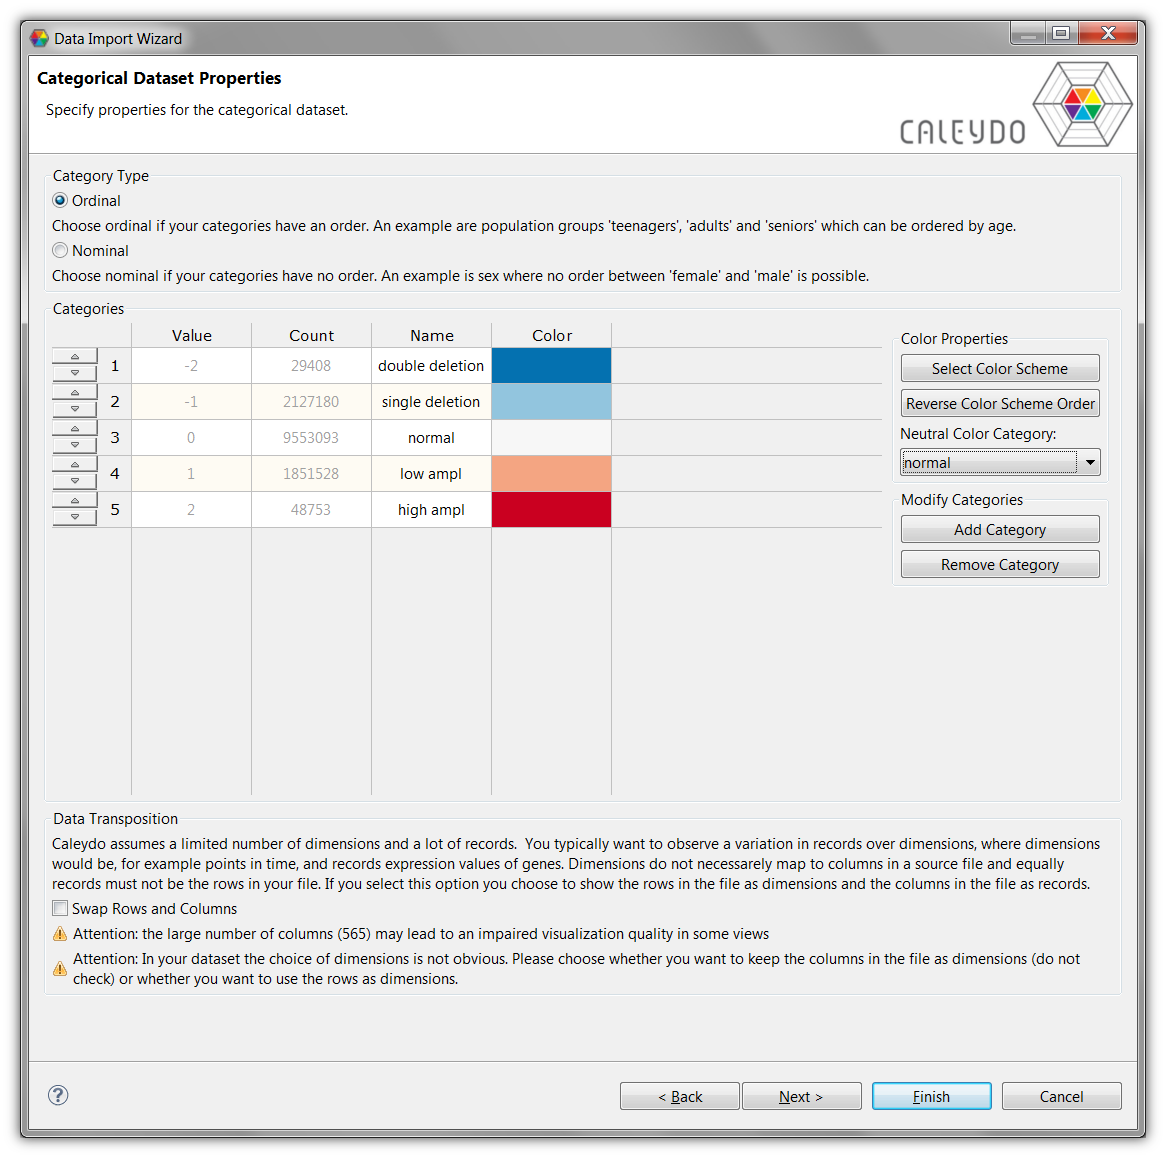 Data Import Wizard
Categorical Dataset Properties
Specify properties for the categorical dataset.
CALEYDO
Category Type
Ordinal
Choose ordinal if your categories have an order. An example are population groups 'teenagers', 'adults' and 'seniors' which can be ordered by age.
Nominal
Choose nominal if your categories have no order. An example is sex where no order between 'female' and 'male' is possible.
Categories
Value Count Name Color
1 -2 29408 double deletion
2 -1 2127180 single deletion
3 0 9553093 normal
4 1 1851528 low ampl
5 2 48753 high ampl
Color Properties
Select Color Scheme
Reverse Color Scheme Order
Neutral Color Category:
normal
Modify Categories
Add Category
Remove Category
Data Transposition
Caleydo assumes a limited number of dimensions and a lot of records.  You typically want to observe a variation in records over dimensions, where dimensions
would be, for example points in time, and records expression values of genes. Dimensions do not necessarely map to columns in a source file and equally
records must not be the rows in your file. If you select this option you choose to show the rows in the file as dimensions and the columns in the file as records.
Swap Rows and Columns
Attention: the large number of columns (565) may lead to an impaired visualization quality in some views
Attention: In your dataset the choice of dimensions is not obvious. Please choose whether you want to keep the columns in the file as dimensions (do not
check) or whether you want to use the rows as dimensions.
?
< Back Next > Finish Cancel